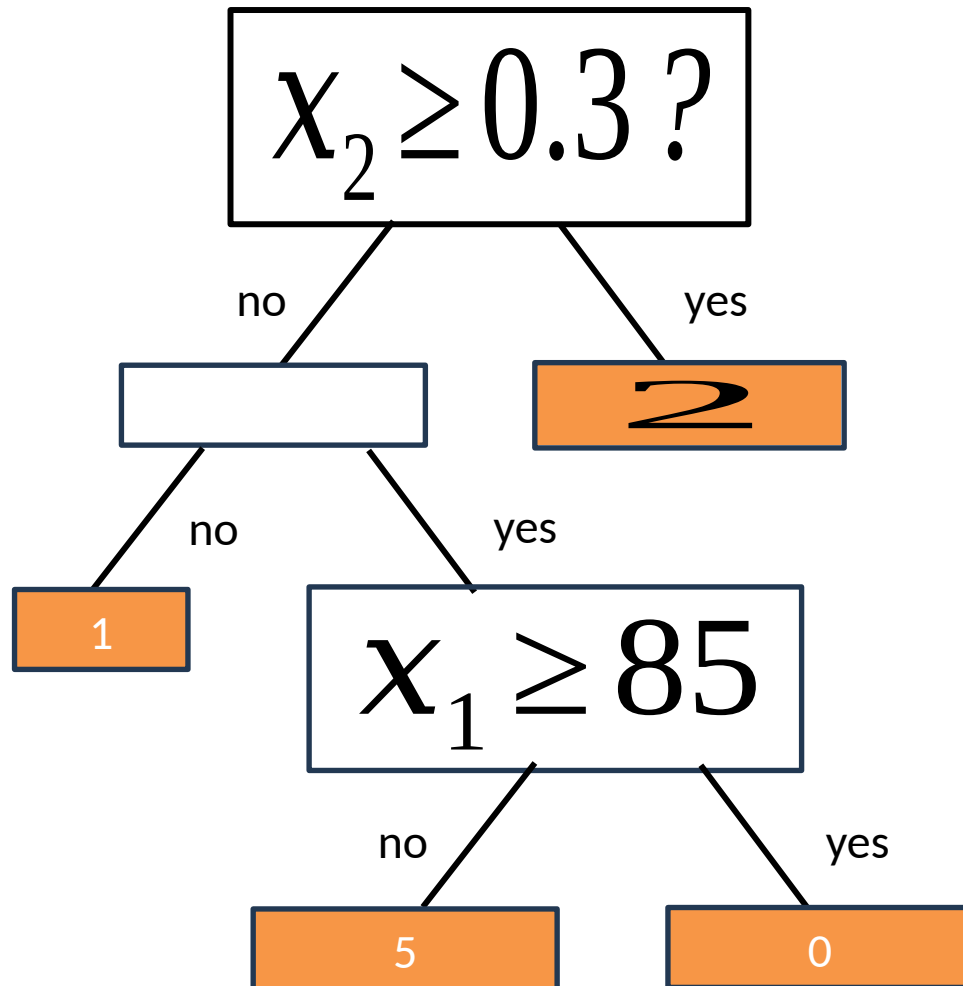 x₂ ≥ 0.3 ?
no
yes
2
no
yes
1
x₁ ≥ 85
no
yes
5
0